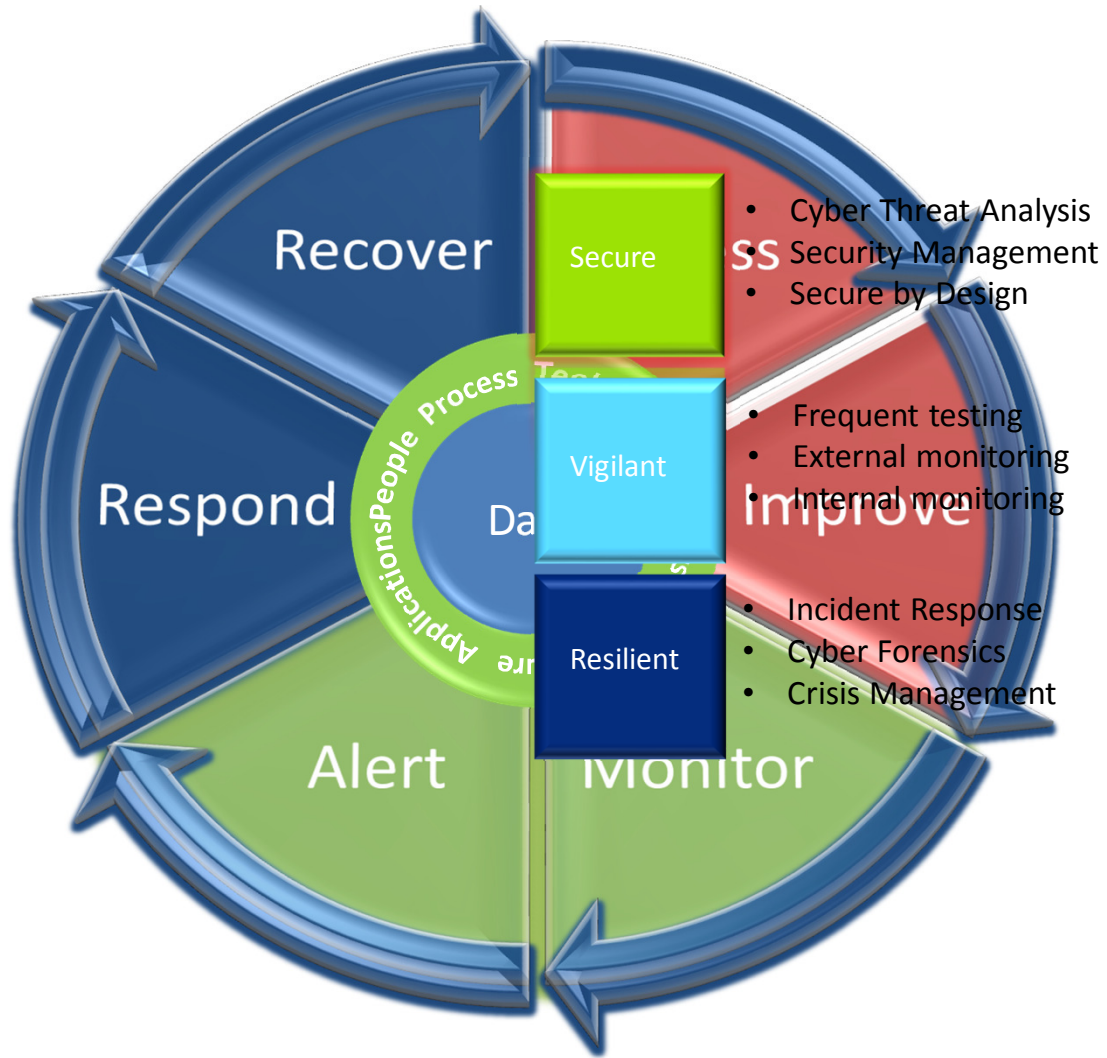 Recover
Secure
• Cyber Threat Analysis
• Security Management
• Secure by Design
Process
People
Applications
Vigilant
• Frequent testing
• External monitoring
• Internal monitoring
Respond
Improve
Resilient
• Incident Response
• Cyber Forensics
• Crisis Management
Alert
Monitor